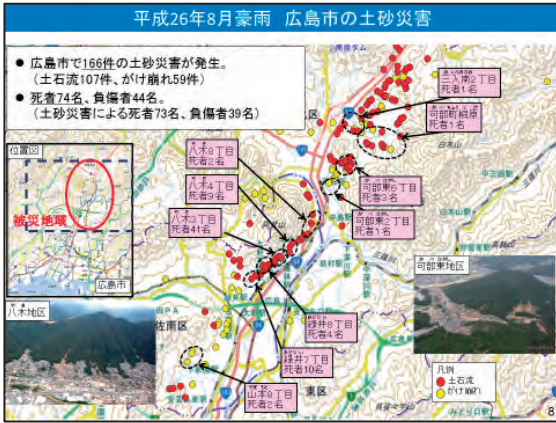 平成26年8月豪雨 広島市の土砂災害
● 広島市で166件の土砂災害が発生。
（土石流107件、がけ崩れ59件）
● 死者74名、負傷者44名。
（土砂災害による死者73名、負傷者39名）
三入南2丁目
死者1名
可部町桐原
死者1名
白木山
八木8丁目
死者2名
八木4丁目
死者9名
八木3丁目
死者41名
可部東6丁目
死者3名
可部東2丁目
死者1名
位置図
被災地域
広島市
八木地区
可部東地区
中島駅
緑井8丁目
死者4名
緑井7丁目
死者10名
山本8丁目
死者2名
佐南区
東区
凡例
土石流
がけ崩れ
8